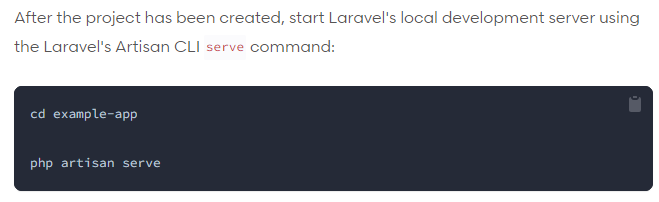 After the project has been created, start Laravel's local development server using
the Laravel's Artisan CLI serve command:
cd example-app
php artisan serve